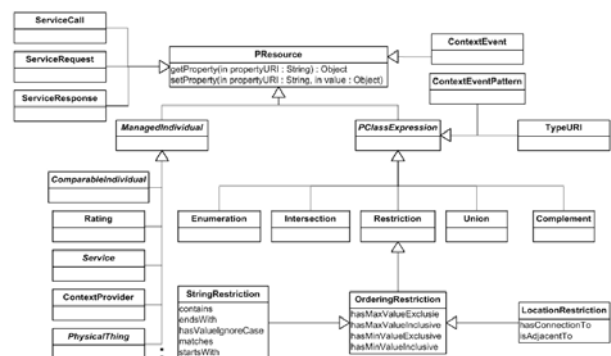 ServiceCall
ServiceRequest
ServiceResponse
PResource
getProperty(in propertyURI : String) : Object
setProperty(in propertyURI : String, in value : Object)
ContextEvent
ContextEventPattern
TypeURI
ManagedIndividual
PClassExpression
ComparableIndividual
Rating
Service
ContextProvider
PhysicalThing
Enumeration
Intersection
Restriction
Union
Complement
StringRestriction
contains
endsWith
hasValueIgnoreCase
matches
startsWith
OrderingRestriction
hasMaxValueExclusie
hasMaxValueInclusive
hasMinValueExclusive
hasMinValueInclusive
LocationRestriction
hasConnectionTo
isAdjacentTo